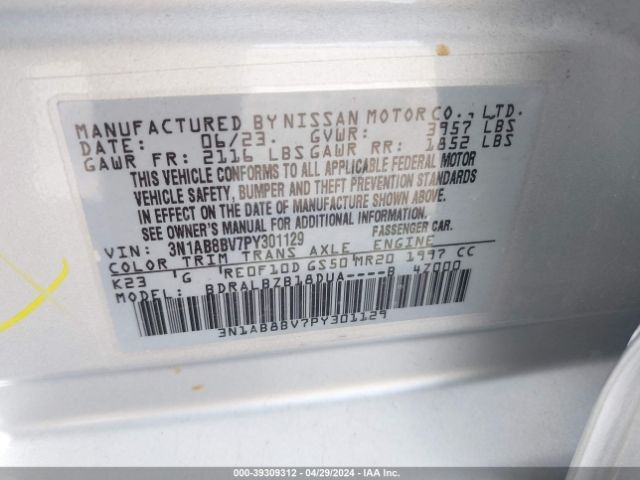 MANUFACTURED BY NISSAN MOTOR CO., LTD.
DATE: 06/23. GVWR: 3957 LBS
GAWR FR: 2116 LBS GAWR RR: 1852 LBS
THIS VEHICLE CONFORMS TO ALL APPLICABLE FEDERAL MOTOR
VEHICLE SAFETY, BUMPER AND THEFT PREVENTION STANDARDS
IN EFFECT ON THE DATE OF MANUFACTURE SHOWN ABOVE.
SEE OWNER'S MANUAL FOR ADDITIONAL INFORMATION.
VIN: 3N1AB8BV7PY301129 PASSENGER CAR.
COLOR TRIM TRANS AXLE ENGINE
K23 G RE0F10D GS50 MR20 1997 CC
MODEL: BDRALBZB18DUA----B 4Z000
3N1AB8BV7PY301129
000-39309312 - 04/29/2024 - IAA Inc.